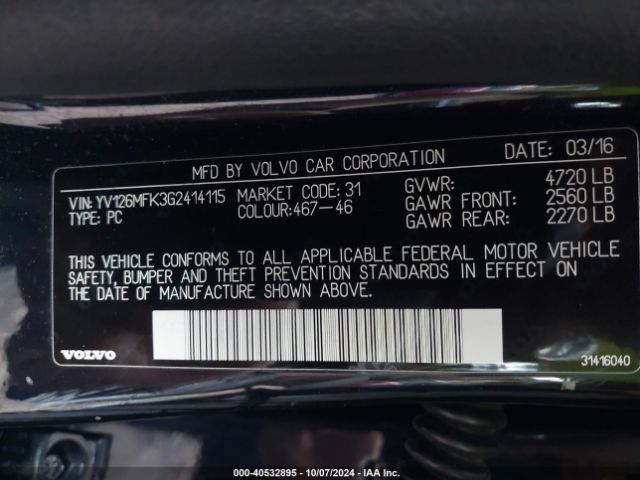 MFD BY VOLVO CAR CORPORATION DATE: 03/16
VIN: YV126MFK3G2414115 MARKET CODE: 31 GVWR: 4720 LB
TYPE: PC COLOUR:467-46 GAWR FRONT: 2560 LB
GAWR REAR: 2270 LB
THIS VEHICLE CONFORMS TO ALL APPLICABLE FEDERAL MOTOR VEHICLE
SAFETY, BUMPER AND THEFT PREVENTION STANDARDS IN EFFECT ON
THE DATE OF MANUFACTURE SHOWN ABOVE.
VOLVO 31416040
000-40532895 - 10/07/2024 - IAA Inc.